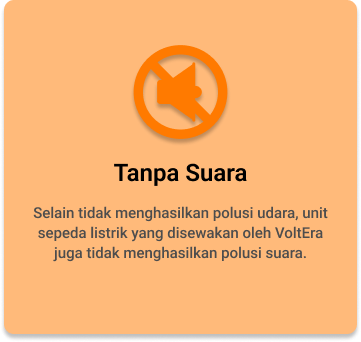 Tanpa Suara
Selain tidak menghasilkan polusi udara, unit
sepeda listrik yang disewakan oleh VoltEra
juga tidak menghasilkan polusi suara.